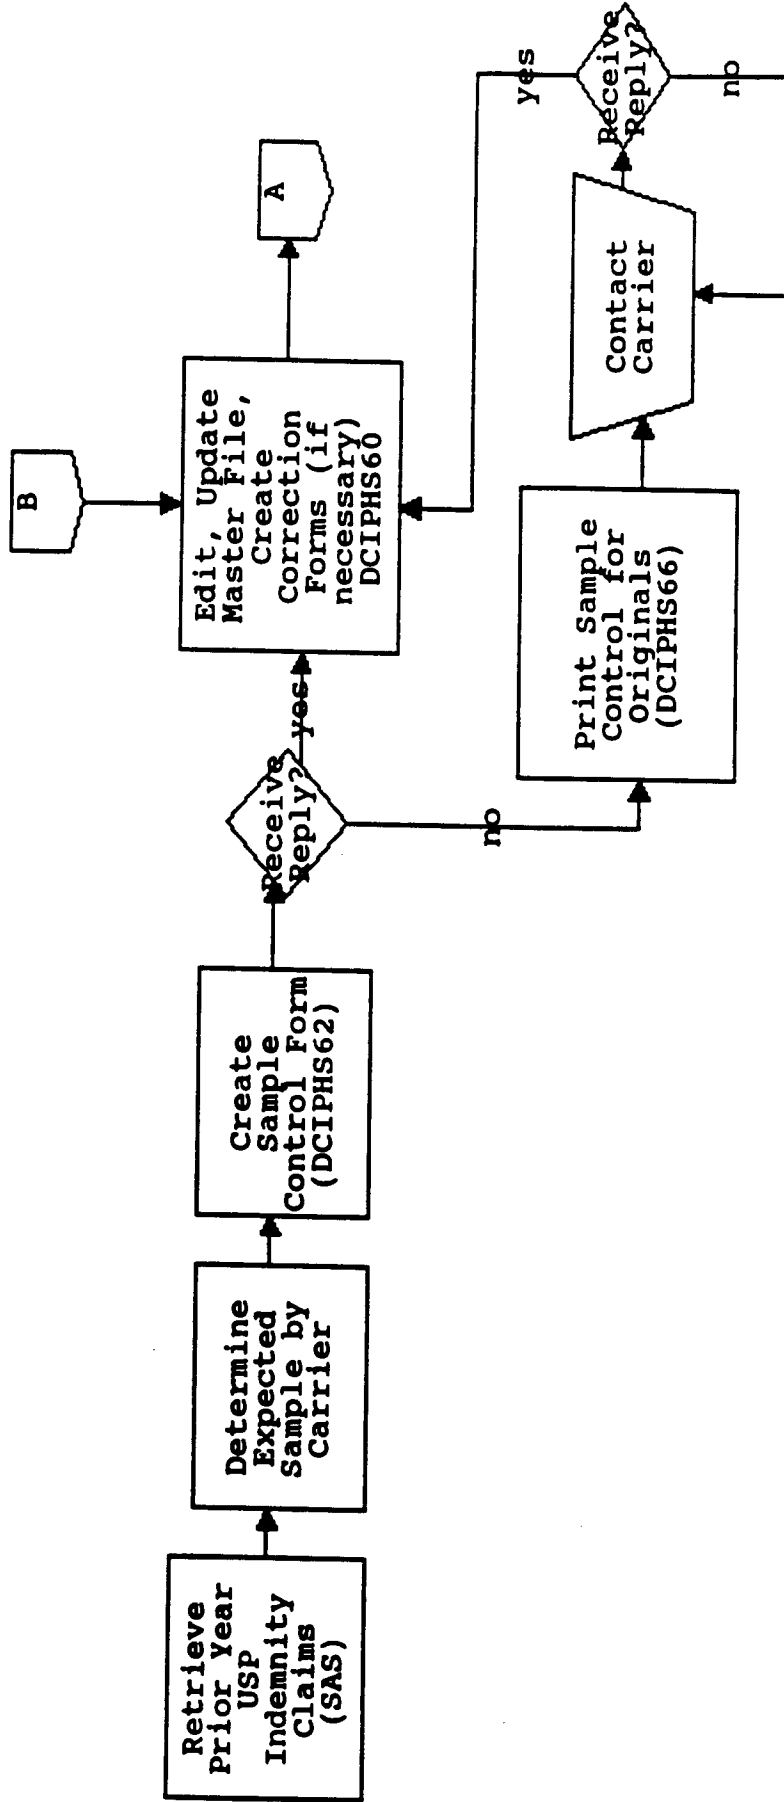 Retrieve
Prior Year
USP
Indemnity
Claims
(SAS)
Determine
Expected
Sample by
Carrier
Create
Sample
Control Form
(DCIPHS62)
Receive
Reply?
yes
no
B
Edit, Update
Master File,
Create
Correction
Forms (if
necessary)
DCIPHS60
A
Print Sample
Control for
Originals
(DCIPHS66)
Contact
Carrier
Receive
Reply?
yes
no